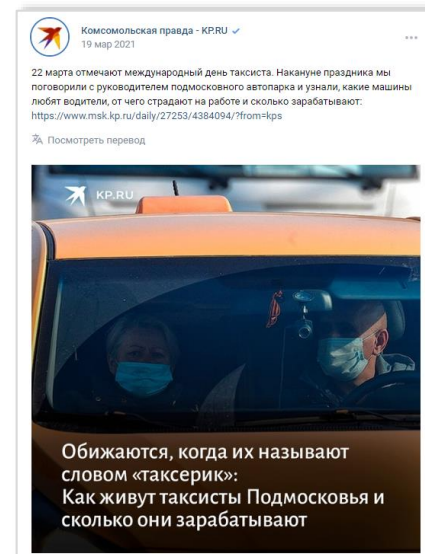 Комсомольская правда - KP.RU
19 мар 2021
22 марта отмечают международный день таксиста. Накануне праздника мы
поговорили с руководителем подмосковного автопарка и узнали, какие машины
любят водители, от чего страдают на работе и сколько зарабатывают:
https://www.msk.kp.ru/daily/27253/4384094/?from=kps
Посмотреть перевод
KP.RU
Обижаются, когда их называют
словом «таксерик»:
Как живут таксисты Подмосковья и
сколько они зарабатывают